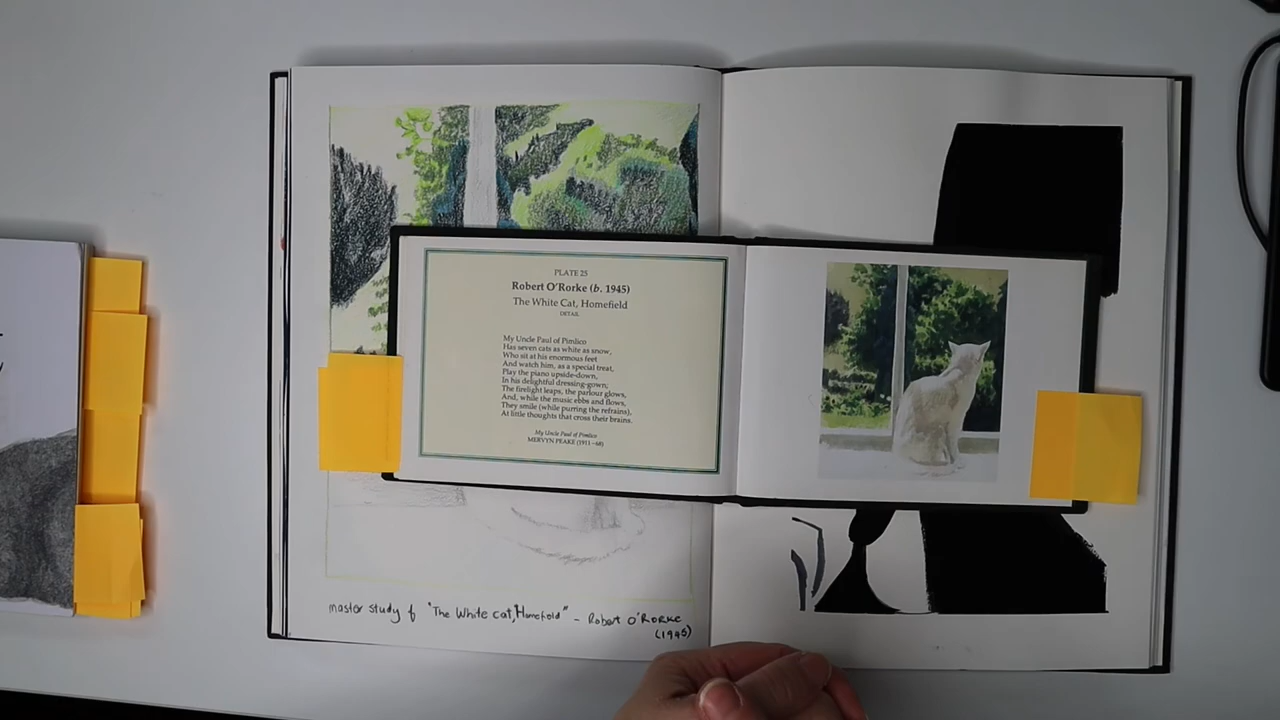 PLATE 25
Robert O'Rorke (b. 1945)
The White Cat, Homefield
DETAIL
My Uncle Paul of Pimlico
Has seven cats as white as snow,
Who sit at his enormous feet
And watch him, as a special treat,
Play the piano upside-down,
In his delightful dressing-gown;
The firelight leaps, the parlour glows,
And, while the music ebbs and flows,
They smile (while purring the refrains),
At little thoughts that cross their brains.
My Uncle Paul of Pimlico
MERVYN PEAKE (1911–68)
master study of "The White cat, Homefield" - Robert O'RORKE
(1945)